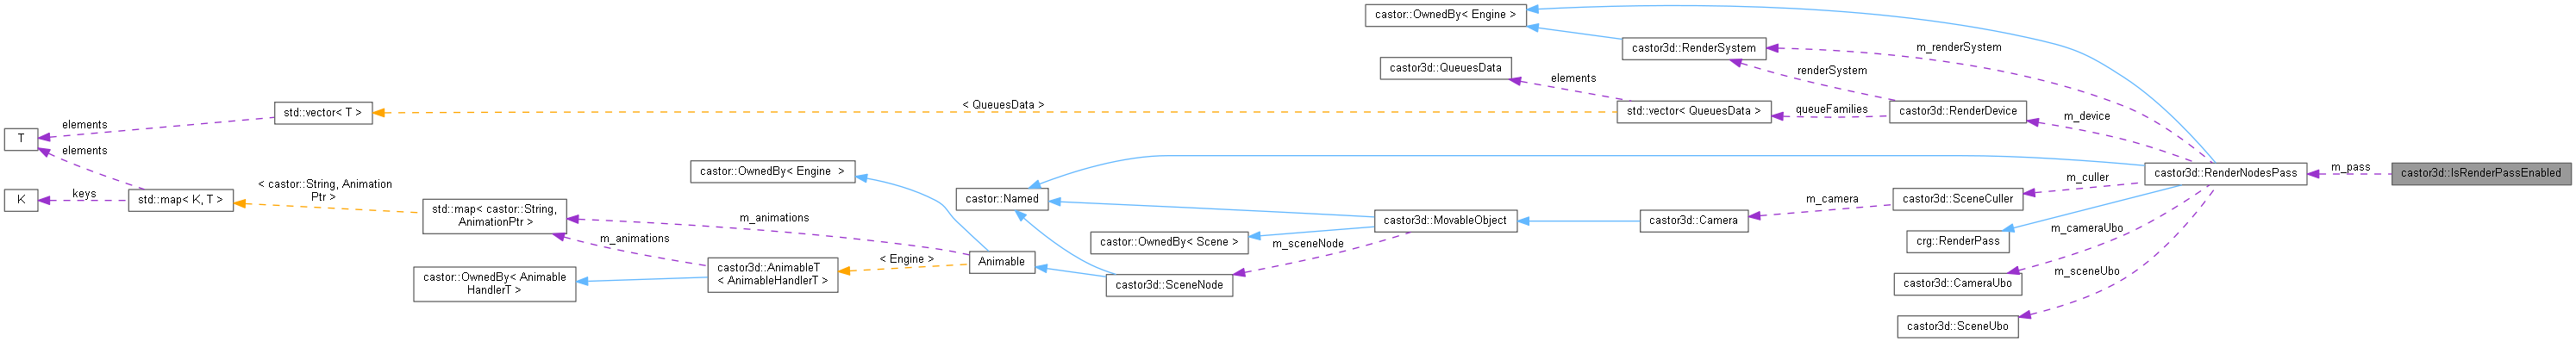 castor::OwnedBy< Engine >
castor3d::RenderSystem
m_renderSystem
castor3d::QueuesData
renderSystem
elements
< QueuesData >
std::vector< T >
std::vector< QueuesData >
queueFamilies
castor3d::RenderDevice
m_device
elements
T
elements
castor::OwnedBy< Engine  >
m_pass
castor3d::RenderNodesPass
castor3d::IsRenderPassEnabled
m_culler
< castor::String, Animation
Ptr >
keys
K
std::map< K, T >
castor::Named
m_camera
castor3d::SceneCuller
std::map< castor::String,
AnimationPtr >
m_animations
castor3d::MovableObject
castor3d::Camera
m_cameraUbo
m_animations
castor::OwnedBy< Scene >
m_sceneNode
crg::RenderPass
< Engine >
Animable
castor3d::AnimableT
< AnimableHandlerT >
m_sceneUbo
castor::OwnedBy< Animable
HandlerT >
castor3d::SceneNode
castor3d::CameraUbo
castor3d::SceneUbo